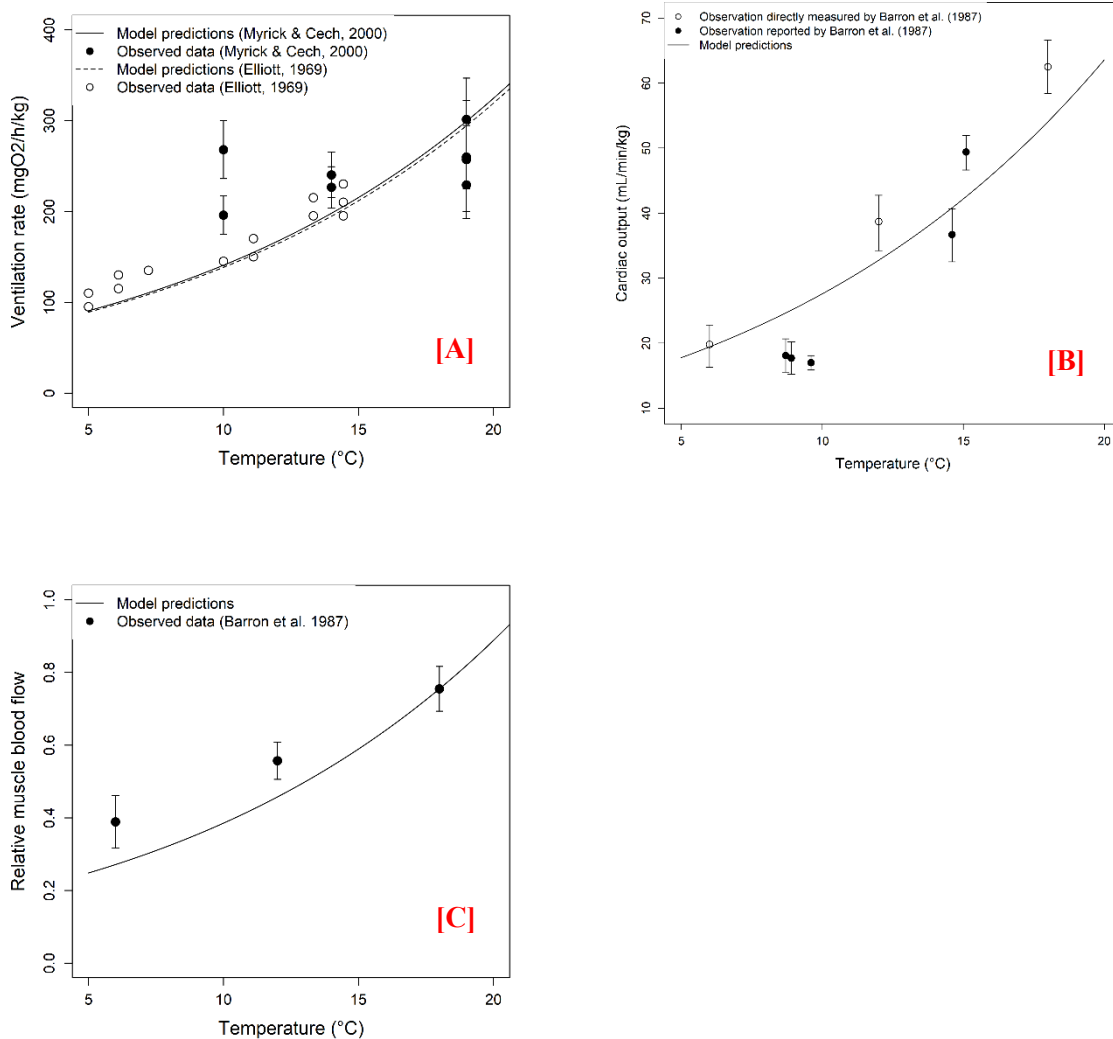 400
300
200
100
0
Ventilation rate (mgO2/h/kg)
Model predictions (Myrick & Cech, 2000)
Observed data (Myrick & Cech, 2000)
Model predictions (Elliott, 1969)
Observed data (Elliott, 1969)
[A]
5 10 15 20
Temperature (°C)
70
60
50
40
30
20
10
Cardiac output (mL/min/kg)
Observation directly measured by Barron et al. (1987)
Observation reported by Barron et al. (1987)
Model predictions
[B]
5 10 15 20
Temperature (°C)
1.0
0.8
0.6
0.4
0.2
0.0
Relative muscle blood flow
Model predictions
Observed data (Barron et al. 1987)
[C]
5 10 15 20
Temperature (°C)